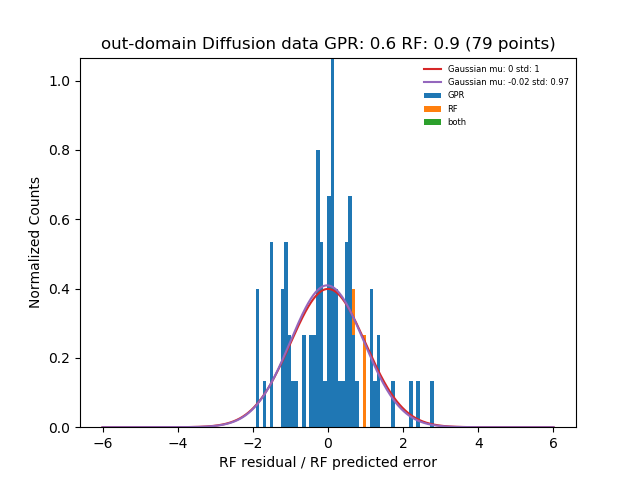 out-domain Diffusion data GPR: 0.6 RF: 0.9 (79 points)
Gaussian mu: 0 std: 1
Gaussian mu: -0.02 std: 0.97
GPR
RF
both
1.0
0.8
0.6
0.4
0.2
0.0
Normalized Counts
−6 −4 −2 0 2 4 6
RF residual / RF predicted error